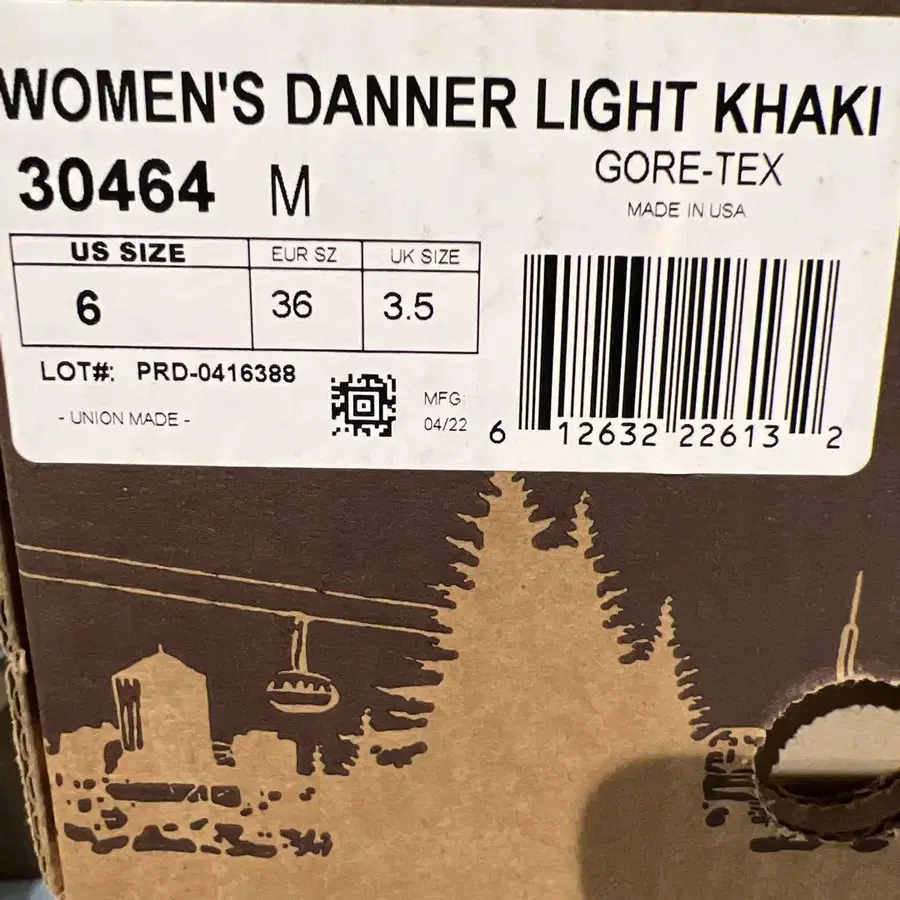 WOMEN'S DANNER LIGHT KHAKI
30464 M
GORE-TEX
MADE IN USA
US SIZE EUR SZ UK SIZE
6 36 3.5
LOT#: PRD-0416388
- UNION MADE -
MFG
04/22
6 12632 22613 2